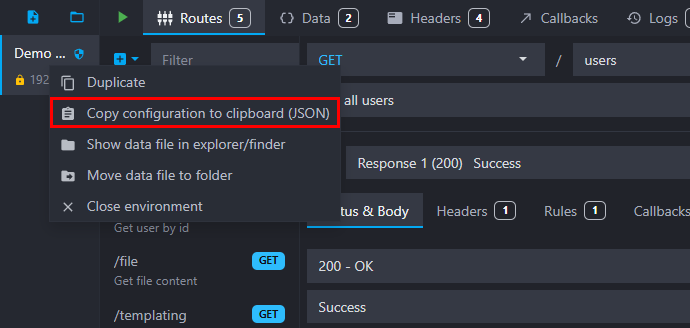 Routes 5
Data 2
Headers 4
Callbacks
Logs
Demo ...
Filter
GET
/
users
192
Duplicate
all users
Copy configuration to clipboard (JSON)
Show data file in explorer/finder
Response 1 (200) Success
Move data file to folder
Close environment
tus & Body
Headers 1
Rules 1
Callbacks
Get user by id
/file
GET
200 - OK
Get file content
/templating
GET
Success